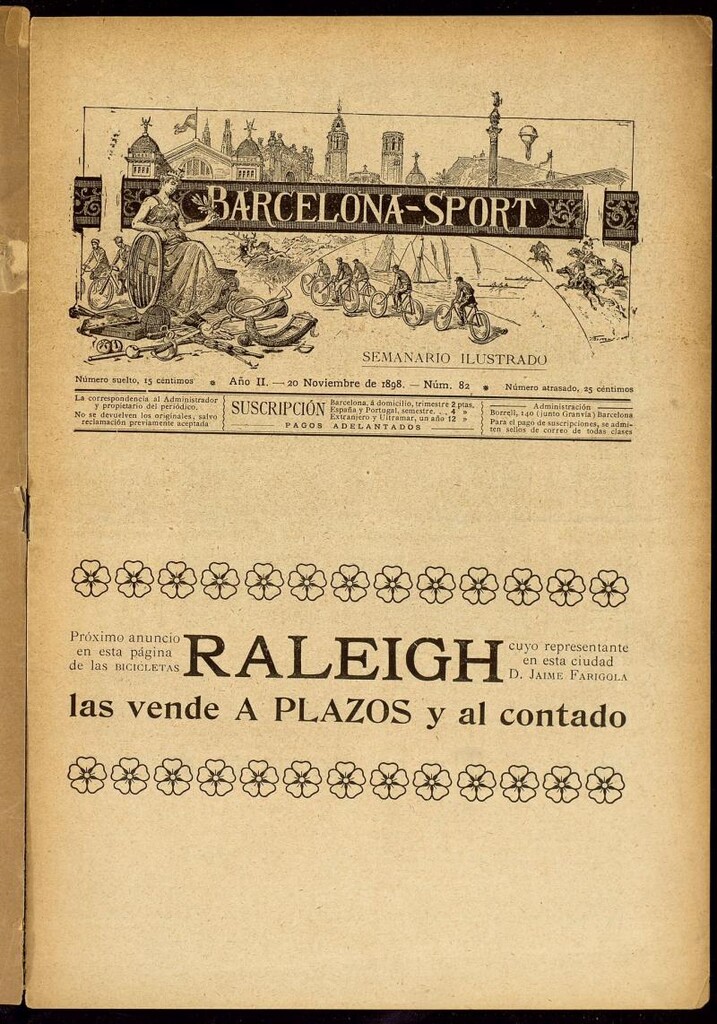 BARCELONA-SPORT
SEMANARIO ILUSTRADO
Número suelto, 15 céntimos Año II. — 20 Noviembre de 1898. — Núm. 82 Número atrasado, 25 céntimos
La correspondencia al Administrador
y propietario del periódico.
No se devuelven los originales, salvo
reclamación previamente aceptada
SUSCRIPCIÓN
Barcelona, á domicilio, trimestre 2 ptas.
España y Portugal, semestre. . . 4 »
Extranjero y Ultramar, un año 12 »
PAGOS ADELANTADOS
Administración
Borrell, 140 (junto Granvía) Barcelona
Para el pago de suscripciones, se admi-
ten sellos de correo de todas clases
Próximo anuncio
en esta página
de las BICICLETAS
RALEIGH
cuyo representante
en esta ciudad
D. JAIME FARIGOLA
las vende A PLAZOS y al contado